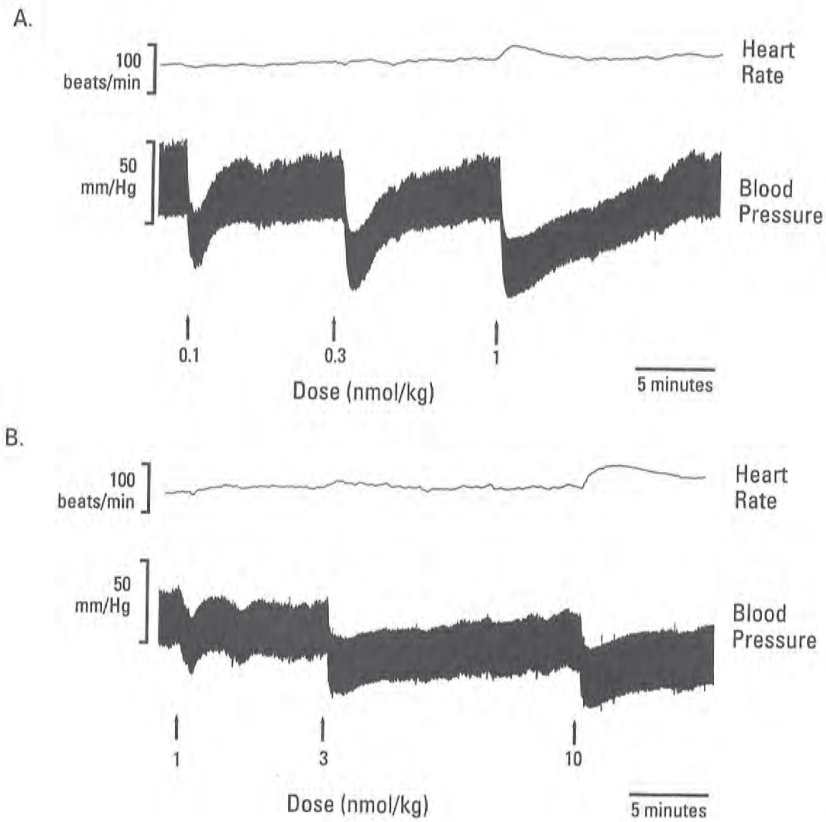 A.
100
beats/min
Heart
Rate
50
mm/Hg
Blood
Pressure
0.1
0.3
1
Dose (nmol/kg)
5 minutes
B.
100
beats/min
Heart
Rate
50
mm/Hg
Blood
Pressure
1
3
10
Dose (nmol/kg)
5 minutes